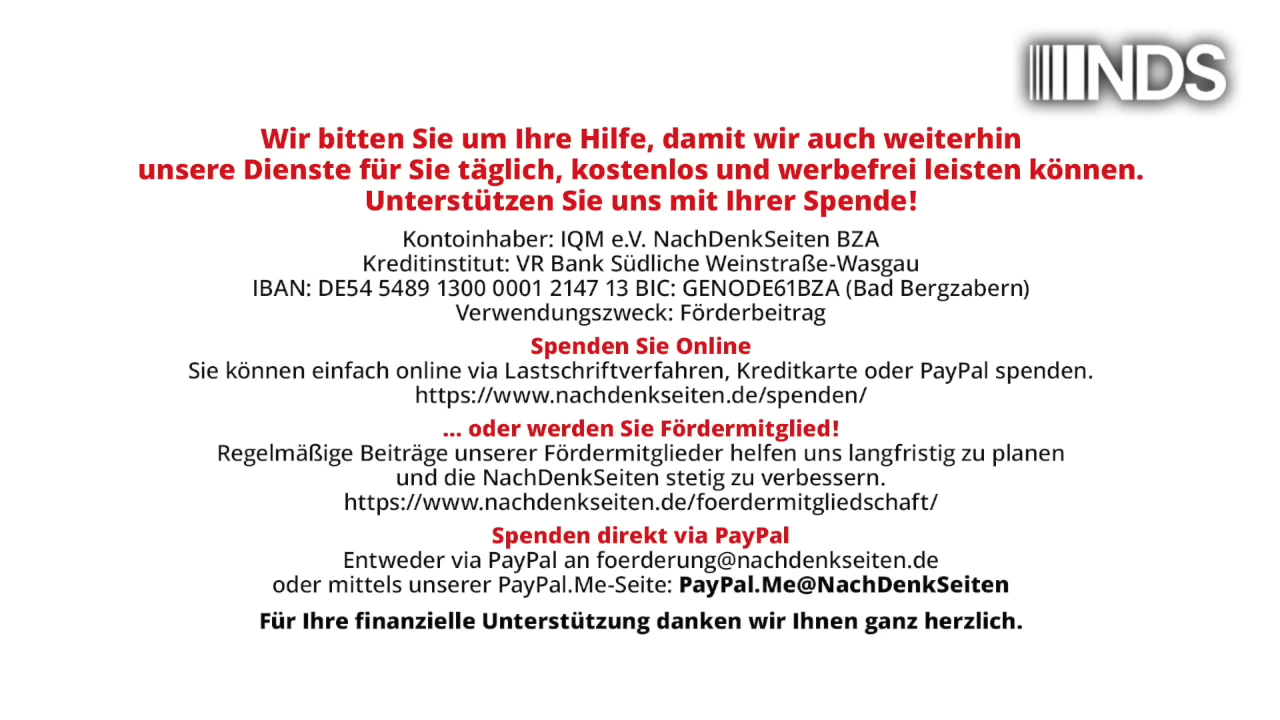 NDS
Wir bitten Sie um Ihre Hilfe, damit wir auch weiterhin
unsere Dienste für Sie täglich, kostenlos und werbefrei leisten können.
Unterstützen Sie uns mit Ihrer Spende!
Kontoinhaber: IQM e.V. NachDenkSeiten BZA
Kreditinstitut: VR Bank Südliche Weinstraße-Wasgau
IBAN: DE54 5489 1300 0001 2147 13 BIC: GENODE61BZA (Bad Bergzabern)
Verwendungszweck: Förderbeitrag
Spenden Sie Online
Sie können einfach online via Lastschriftverfahren, Kreditkarte oder PayPal spenden.
https://www.nachdenkseiten.de/spenden/
... oder werden Sie Fördermitglied!
Regelmäßige Beiträge unserer Fördermitglieder helfen uns langfristig zu planen
und die NachDenkSeiten stetig zu verbessern.
https://www.nachdenkseiten.de/foerdermitgliedschaft/
Spenden direkt via PayPal
Entweder via PayPal an foerderung@nachdenkseiten.de
oder mittels unserer PayPal.Me-Seite: PayPal.Me@NachDenkSeiten
Für Ihre finanzielle Unterstützung danken wir Ihnen ganz herzlich.